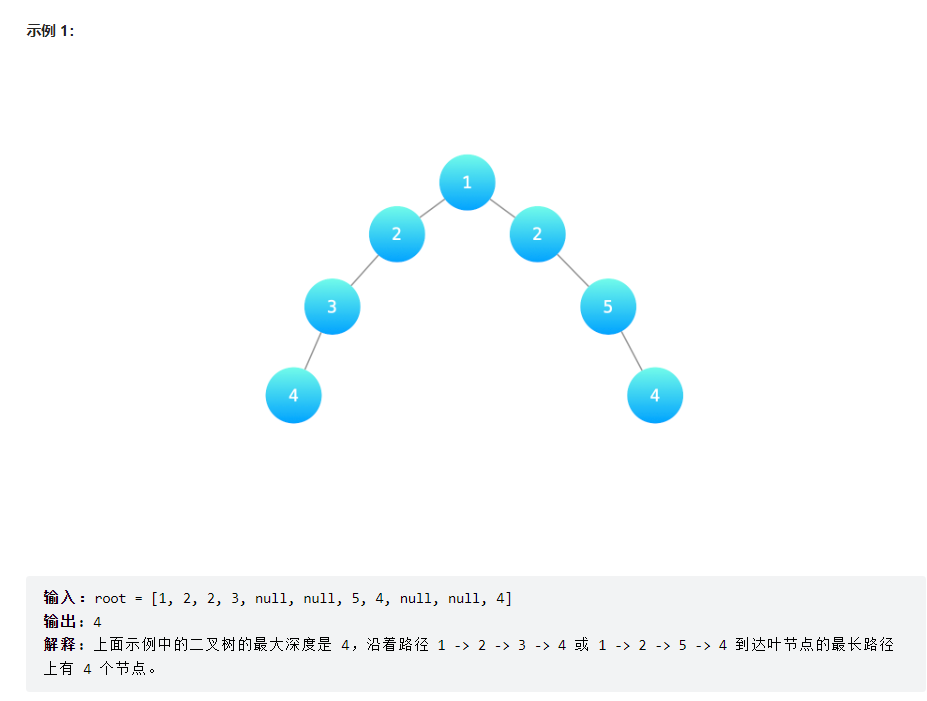 示例 1：
1
2 2
3 5
4 4
输入：root = [1, 2, 2, 3, null, null, 5, 4, null, null, 4]
输出：4
解释：上面示例中的二叉树的最大深度是 4，沿着路径 1 -> 2 -> 3 -> 4 或 1 -> 2 -> 5 -> 4 到达叶节点的最长路径
上有 4 个节点。